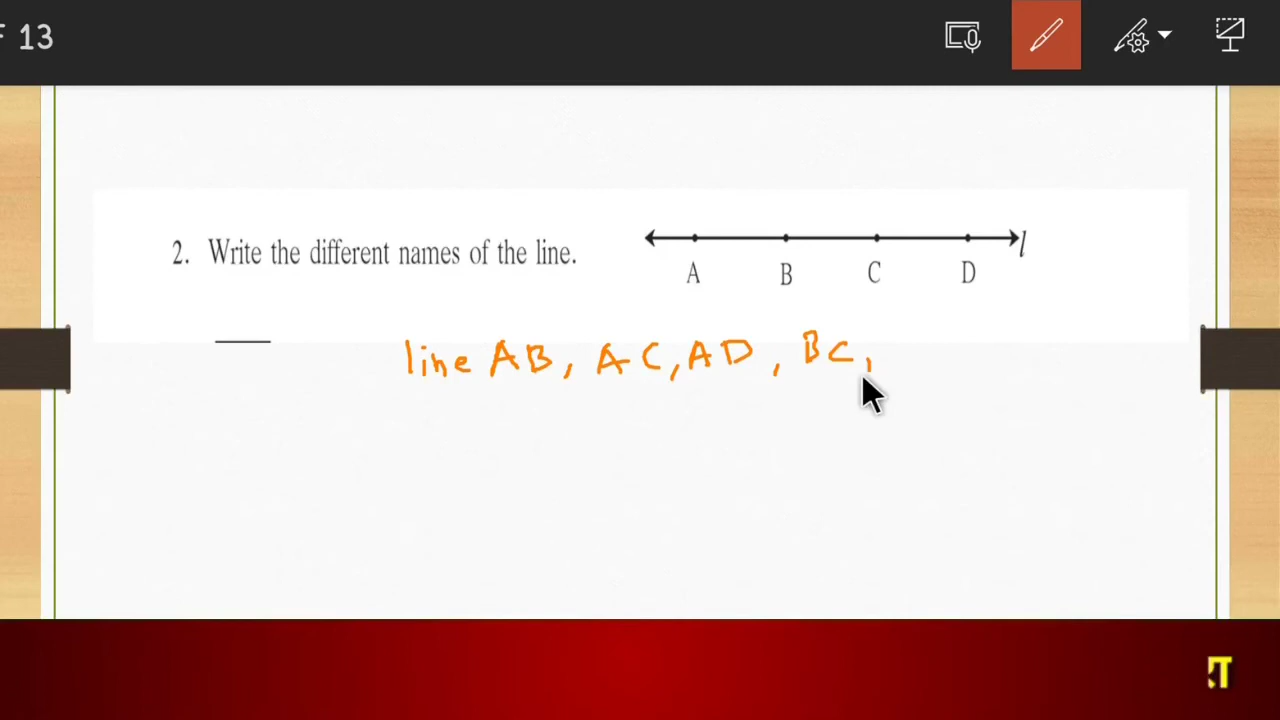 F 13
2. Write the different names of the line.
l
A B C D
line AB, AC, AD, BC,
T